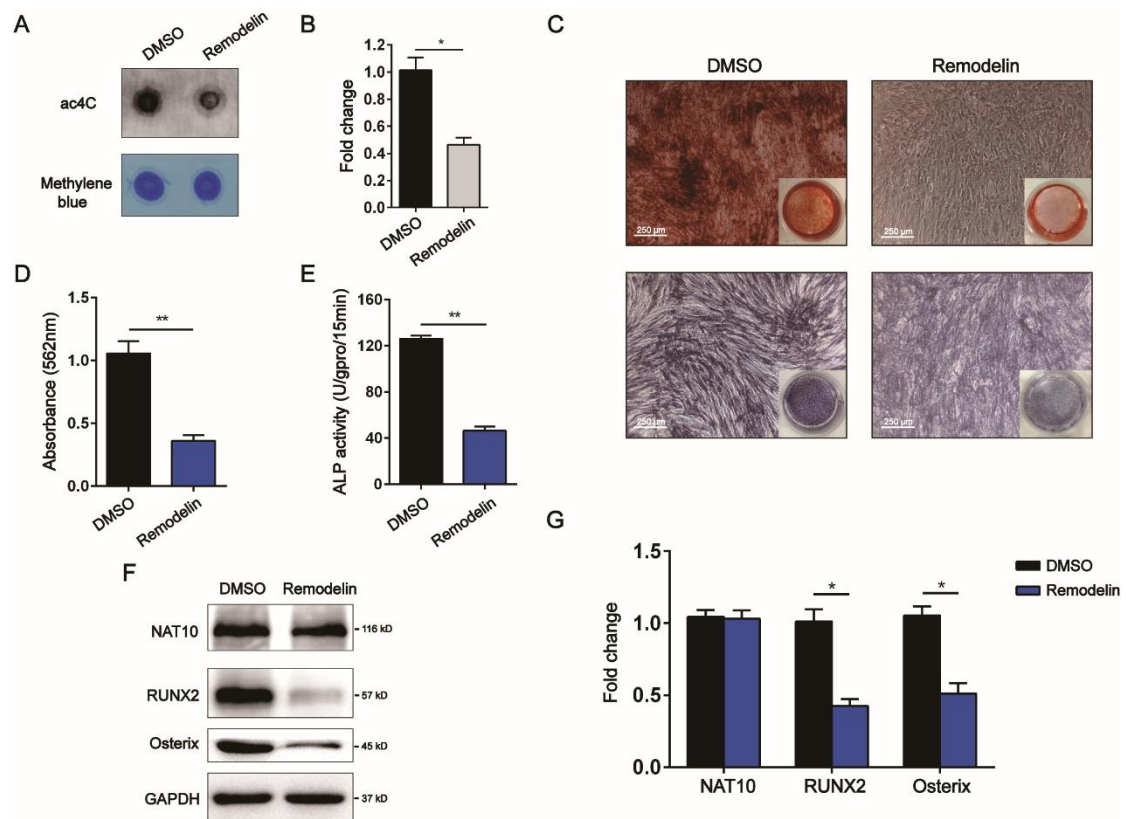 A
DMSO
Remodelin
ac4C
Methylene
blue
B
*
Fold change
1.2
1.0
0.8
0.6
0.4
0.2
0.0
DMSO
Remodelin
C
DMSO
Remodelin
250 μm
250 μm
250 μm
250 μm
D
**
Absorbance (562nm)
1.5
1.0
0.5
0.0
DMSO
Remodelin
E
**
ALP activity (U/gpro/15min)
160
120
80
40
0
DMSO
Remodelin
F
DMSO
Remodelin
NAT10
116 kD
RUNX2
57 kD
Osterix
45 kD
GAPDH
37 kD
G
Fold change
1.5
1.0
0.5
0.0
*
*
DMSO
Remodelin
NAT10
RUNX2
Osterix